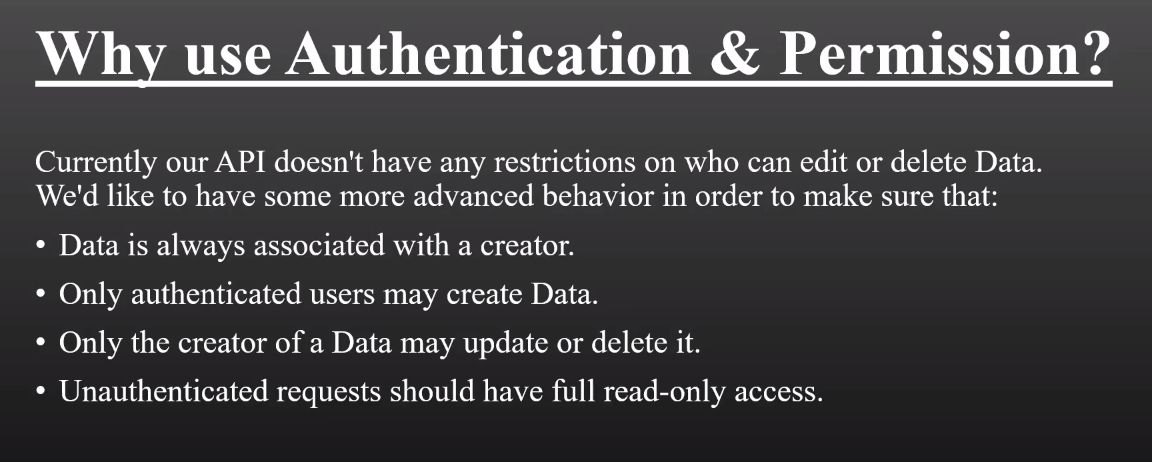 Why use Authentication & Permission?
Currently our API doesn't have any restrictions on who can edit or delete Data.
We'd like to have some more advanced behavior in order to make sure that:
• Data is always associated with a creator.
• Only authenticated users may create Data.
• Only the creator of a Data may update or delete it.
• Unauthenticated requests should have full read-only access.